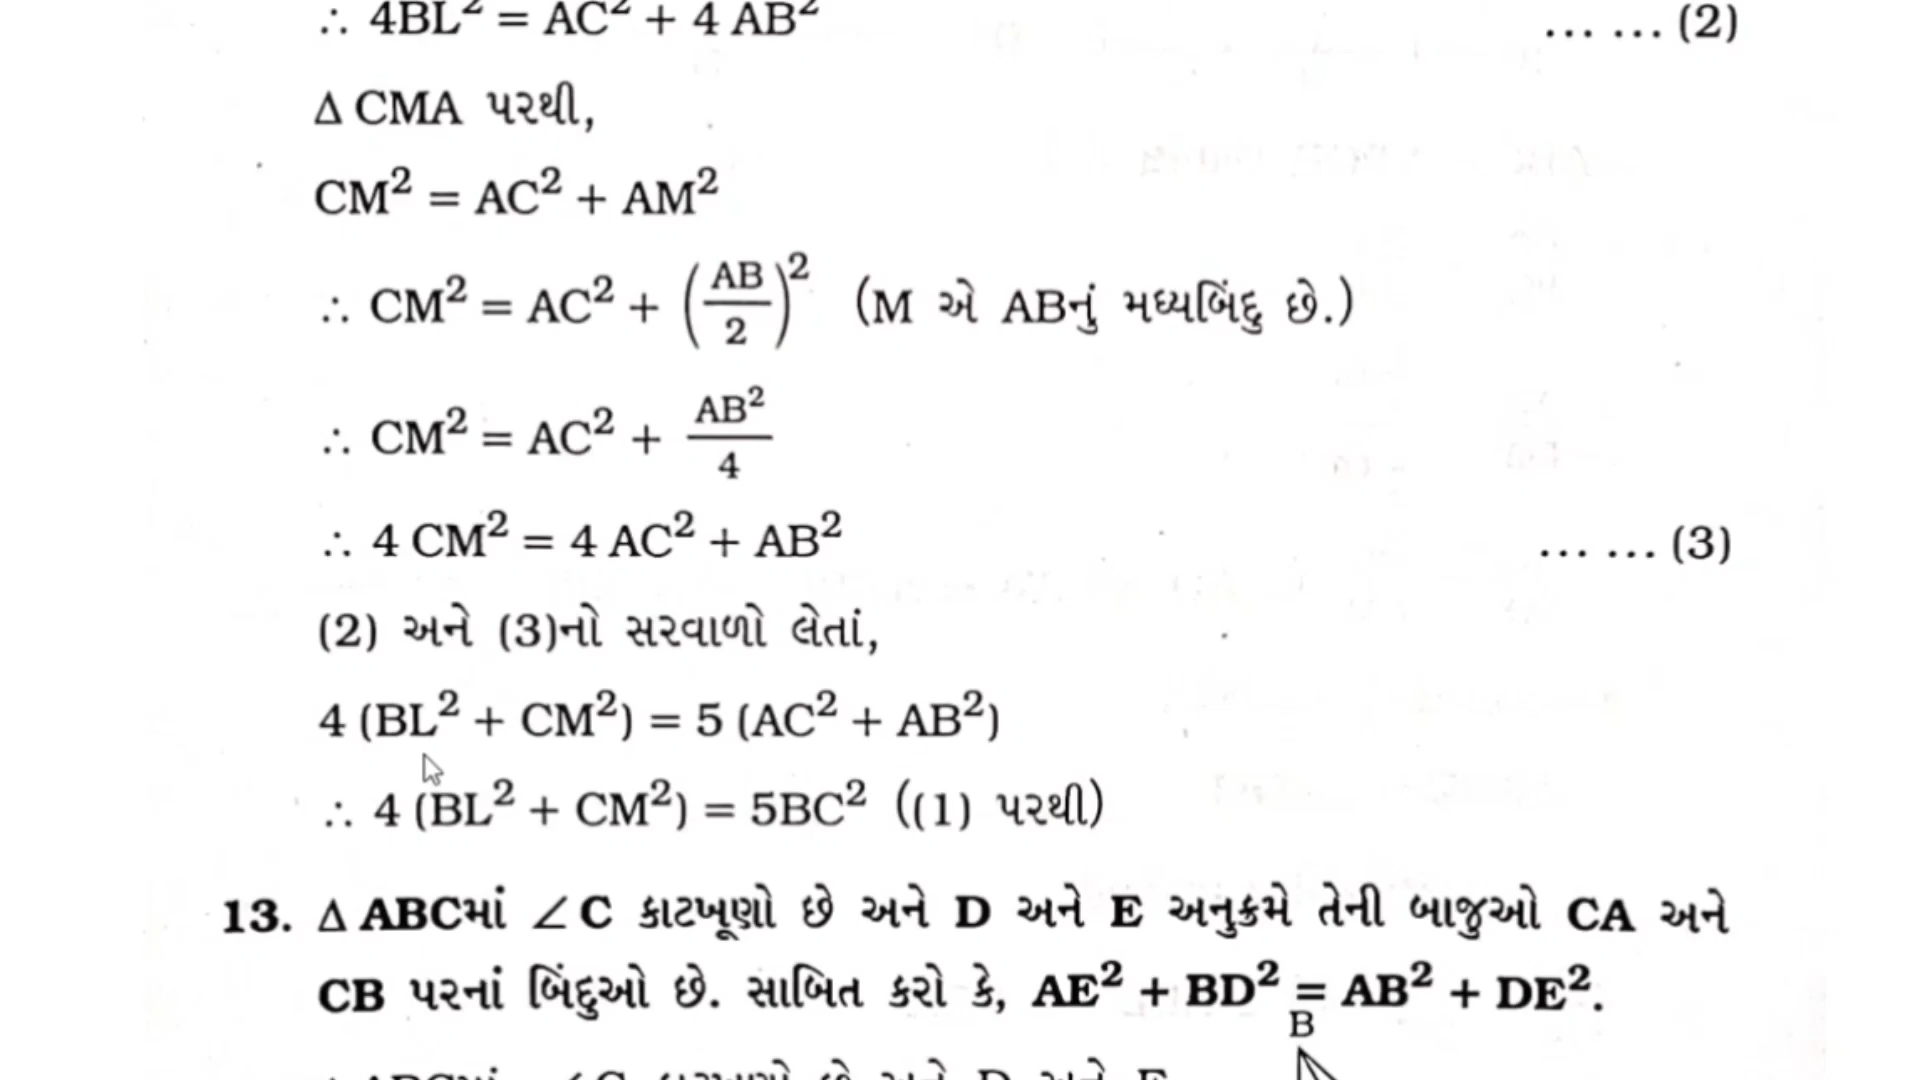 ∴ 4BL² = AC² + 4 AB² ... ... (2)
Δ CMA પરથી,
CM² = AC² + AM²
∴ CM² = AC² + (AB/2)² (M એ ABનું મધ્યબિંદુ છે.)
∴ CM² = AC² + AB²/4
∴ 4 CM² = 4 AC² + AB² ... ... (3)
(2) અને (3)નો સરવાળો લેતાં,
4 (BL² + CM²) = 5 (AC² + AB²)
∴ 4 (BL² + CM²) = 5BC² ((1) પરથી)
13. Δ ABCમાં ∠C કાટખૂણો છે અને D અને E અનુક્રમે તેની બાજુઓ CA અને
CB પરનાં બિંદુઓ છે. સાબિત કરો કે, AE² + BD² = AB² + DE².
B